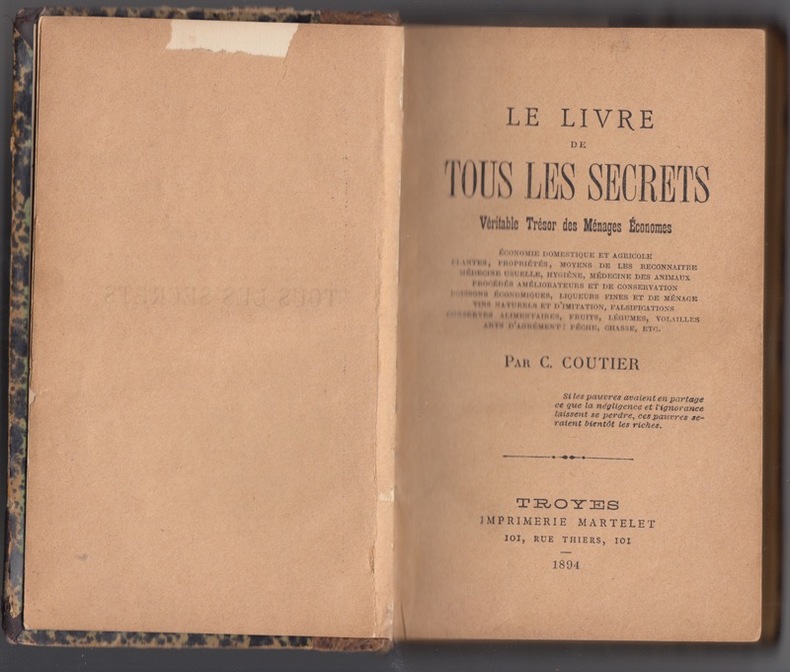 LE LIVRE
DE
TOUS LES SECRETS
Véritable Trésor des Ménages Économes
ÉCONOMIE DOMESTIQUE ET AGRICOLE
PLANTES, PROPRIÉTÉS, MOYENS DE LES RECONNAITRE
MÉDECINE USUELLE, HYGIÈNE, MÉDECINE DES ANIMAUX
PROCÉDÉS AMÉLIORATEURS ET DE CONSERVATION
BOISSONS ÉCONOMIQUES, LIQUEURS FINES ET DE MÉNAGE
VINS NATURELS ET D'IMITATION, FALSIFICATIONS
CONSERVES ALIMENTAIRES, FRUITS, LÉGUMES, VOLAILLES
ARTS D'AGRÉMENT: PÊCHE, CHASSE, ETC.
PAR C. COUTIER
Si les pauvres avaient en partage
ce que la négligence et l'ignorance
laissent se perdre, ces pauvres se-
raient bientôt les riches.
TROYES
IMPRIMERIE MARTELET
101, RUE THIERS, 101
1894
TOUS LES SECRETS